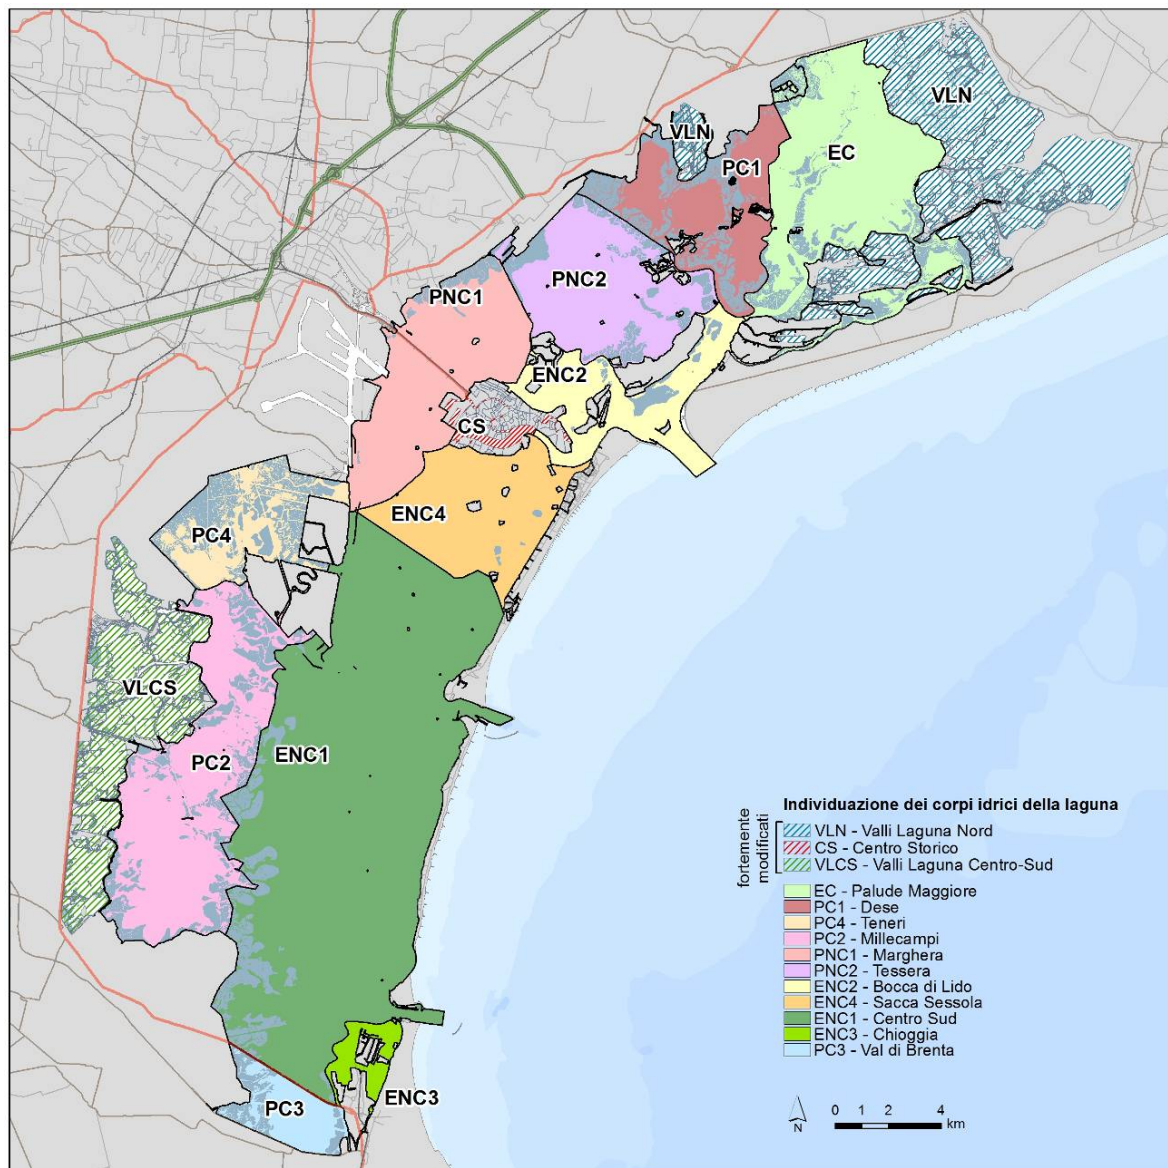 VLN
VLN
EC
PC1
PNC2
PNC1
ENC2
CS
ENC4
PC4
VLCS
PC2
ENC1
ENC3
PC3
Individuazione dei corpi idrici della laguna
fortemente
modificati
VLN - Valli Laguna Nord
CS - Centro Storico
VLCS - Valli Laguna Centro-Sud
EC - Palude Maggiore
PC1 - Dese
PC4 - Teneri
PC2 - Millecampi
PNC1 - Marghera
PNC2 - Tessera
ENC2 - Bocca di Lido
ENC4 - Sacca Sessola
ENC1 - Centro Sud
ENC3 - Chioggia
PC3 - Val di Brenta
N
0 1 2 4
km